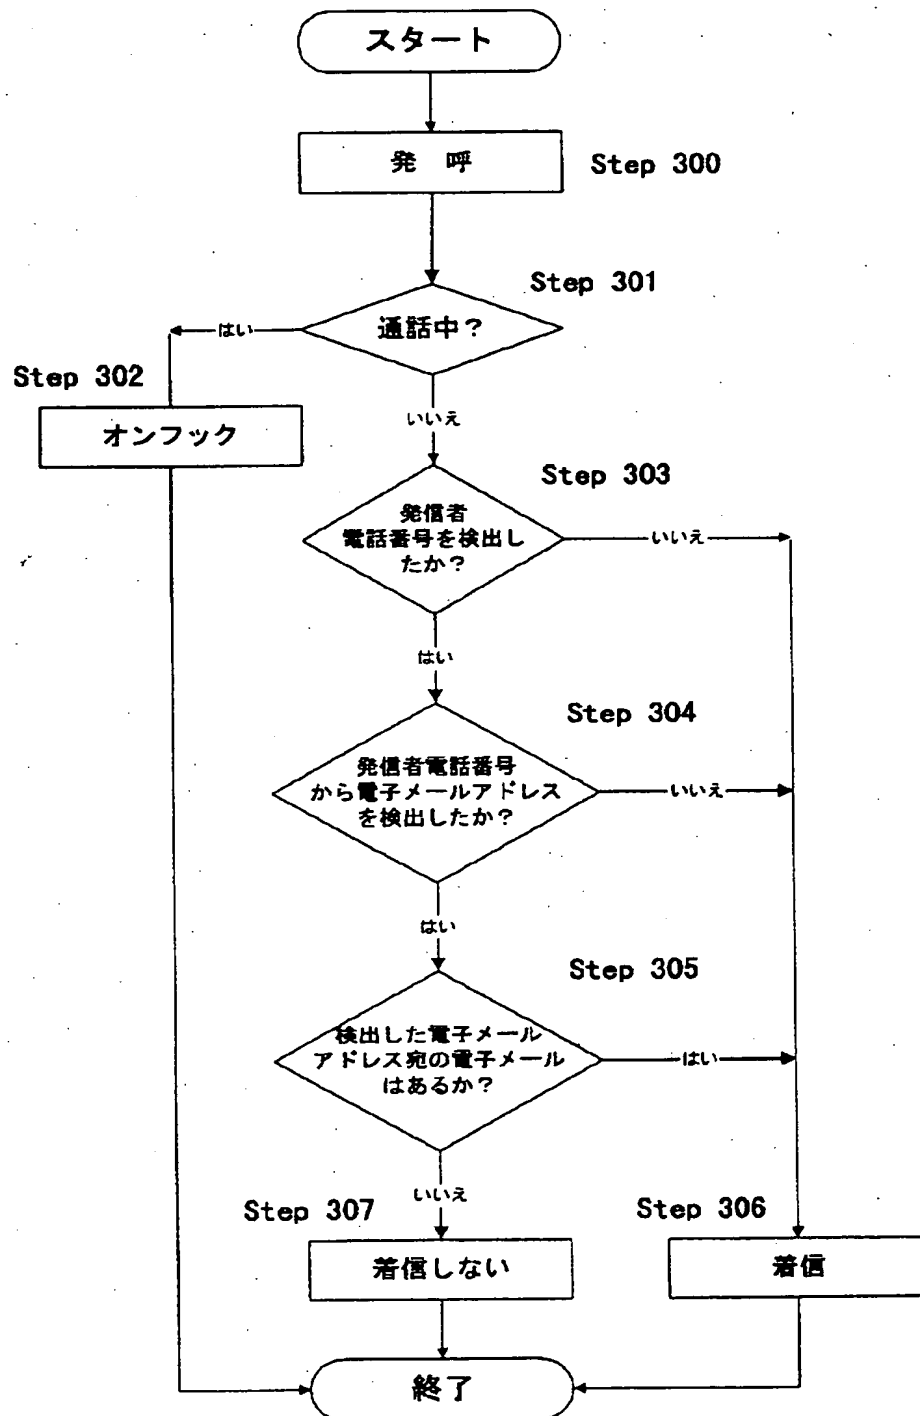 スタート
発 呼
Step 300
Step 301
通話中？
はい
Step 302
オンフック
いいえ
Step 303
発信者
電話番号を検出し
たか？
いいえ
はい
Step 304
発信者電話番号
から電子メールアドレス
を検出したか？
いいえ
はい
Step 305
検出した電子メール
アドレス宛の電子メール
はあるか？
はい
いいえ
Step 307
Step 306
着信しない
着信
終了